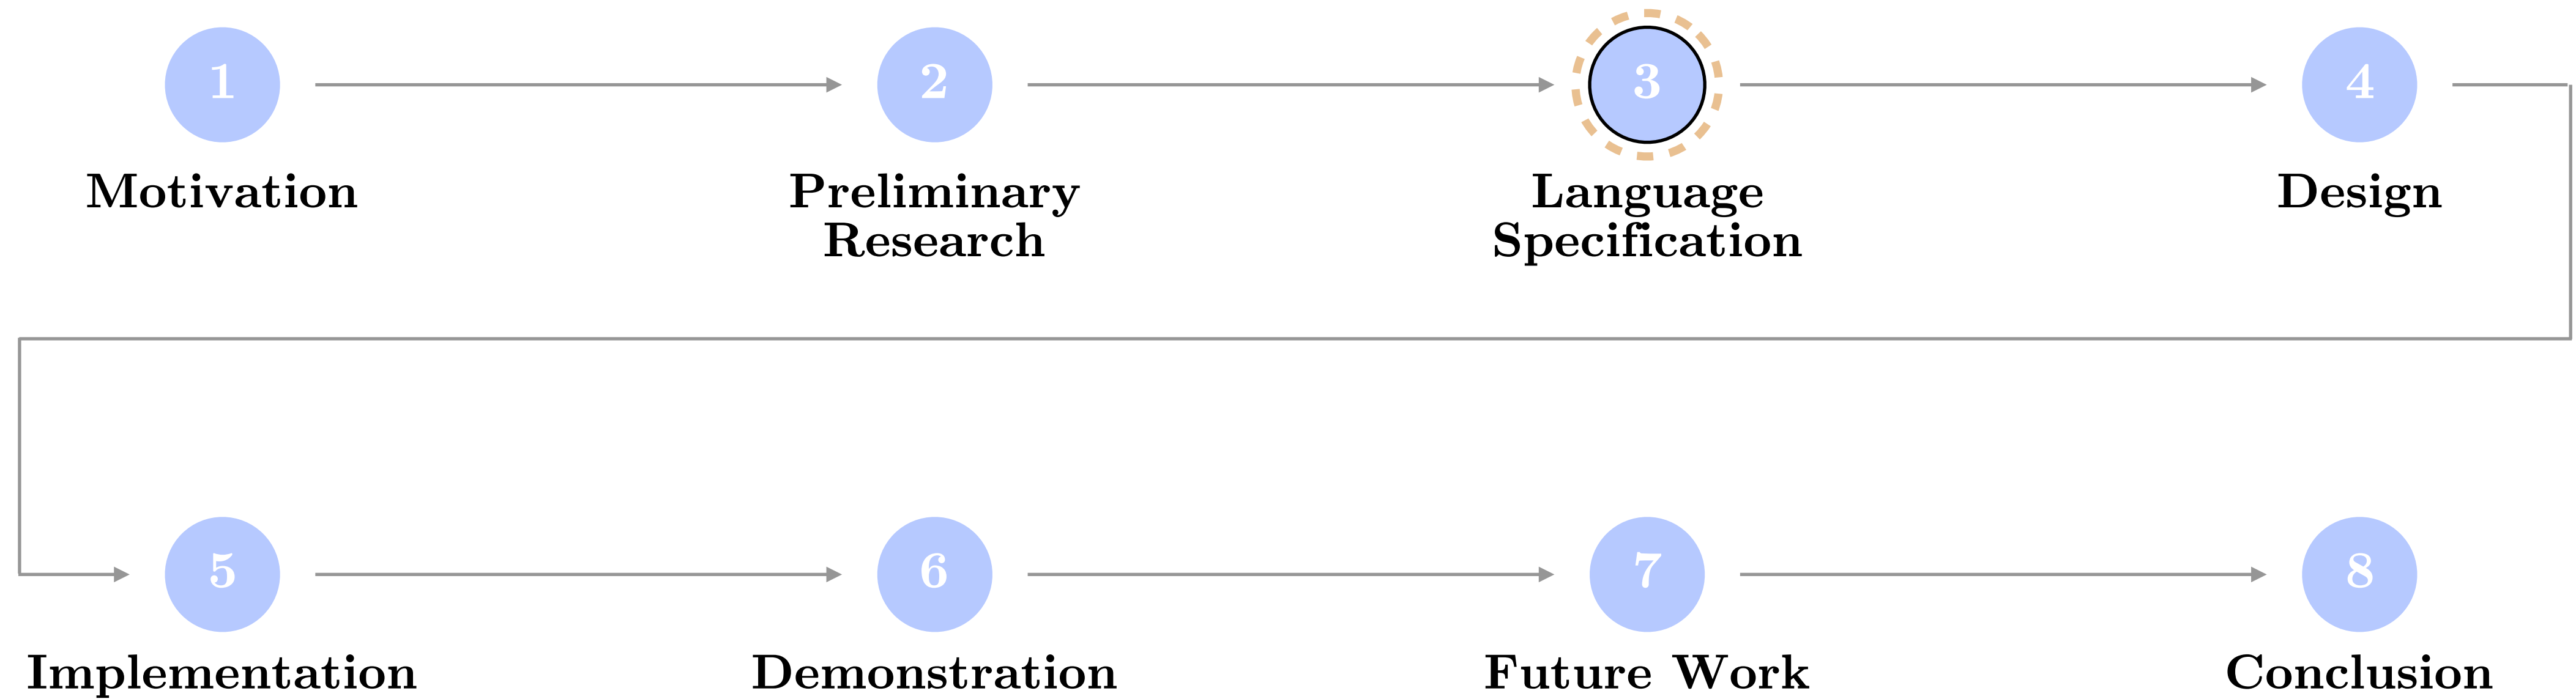 1
2
3
4
Motivation
Preliminary
Research
Language
Specification
Design
5
6
7
8
Implementation
Demonstration
Future Work
Conclusion